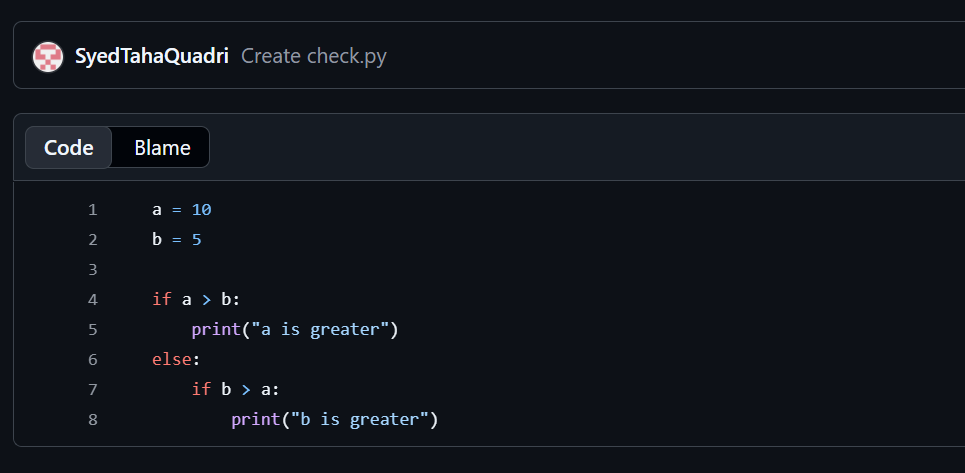 SyedTahaQuadri Create check.py
Code Blame
1 a = 10
2 b = 5
3
4 if a > b:
5     print("a is greater")
6 else:
7     if b > a:
8         print("b is greater")